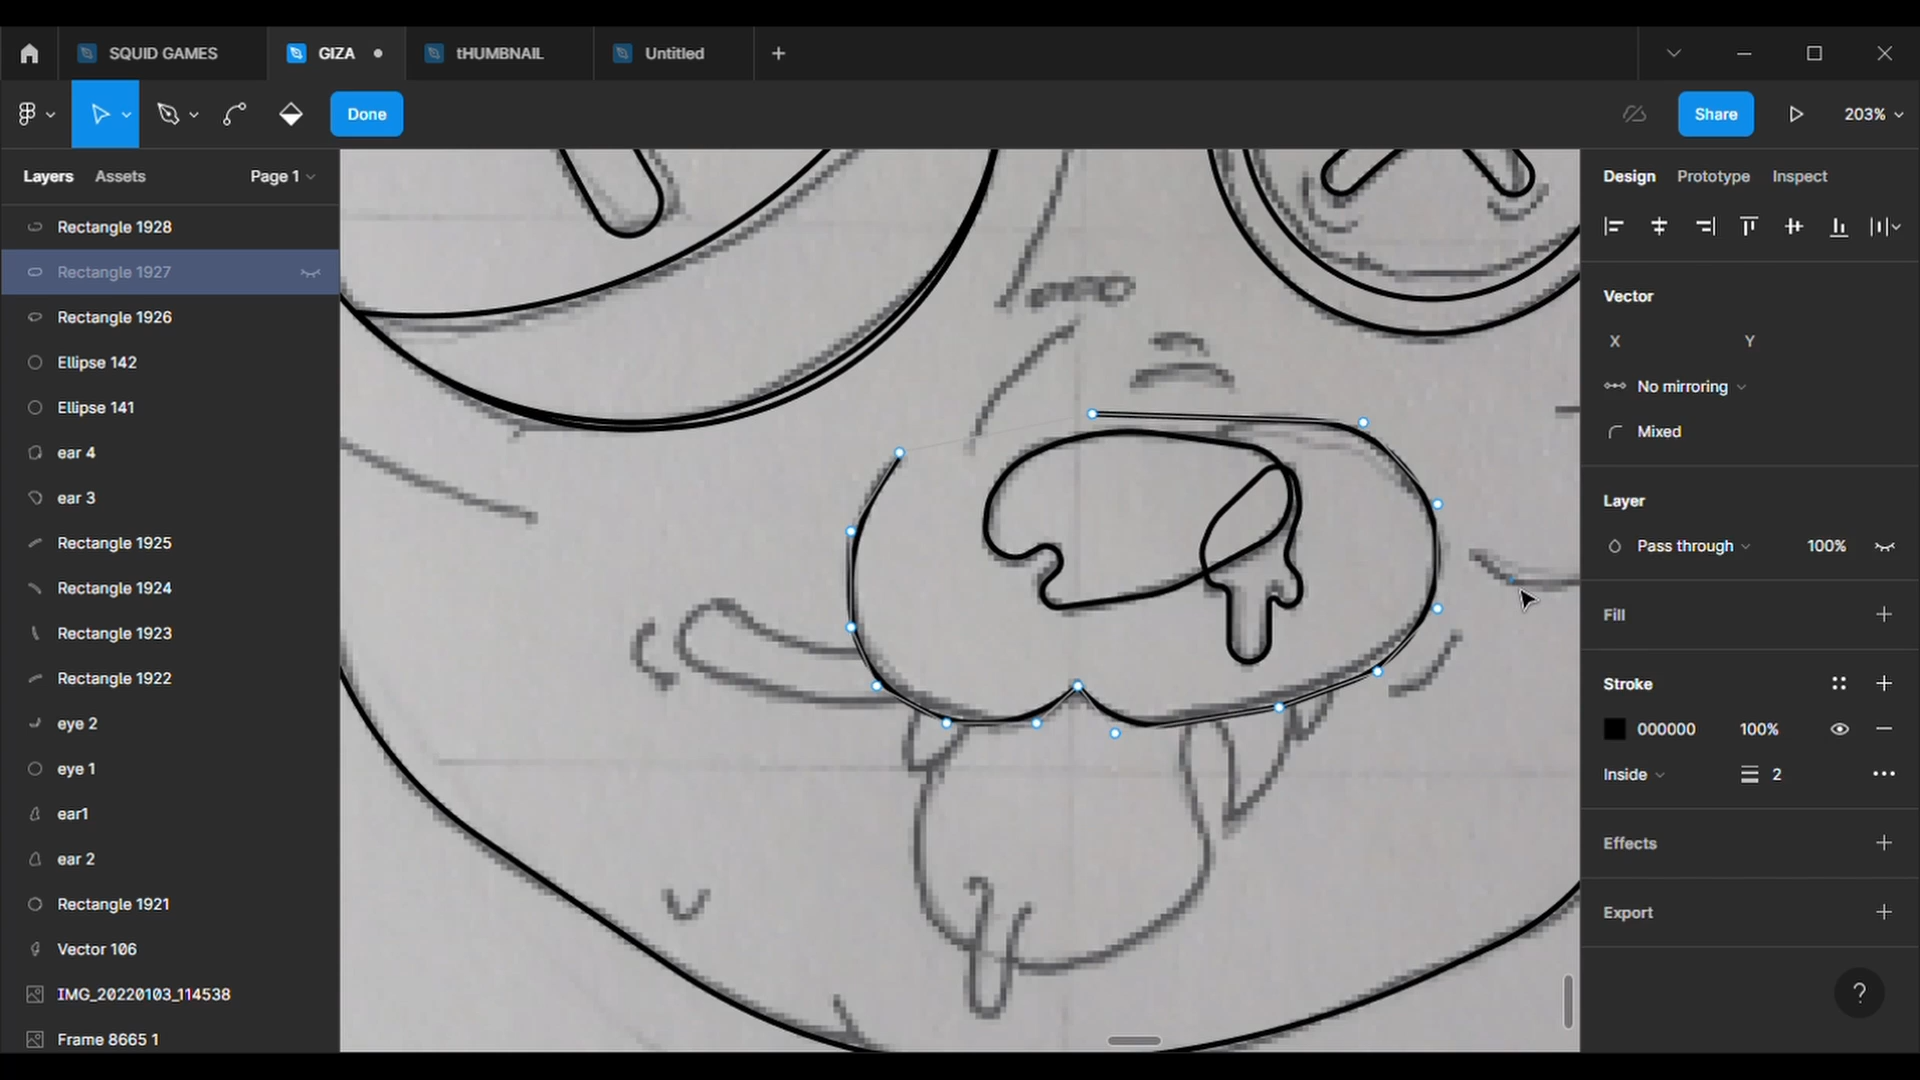 SQUID GAMES
GIZA
tHUMBNAIL
Untitled
Done
Share
203%
Layers
Assets
Page 1
Rectangle 1928
Rectangle 1927
Rectangle 1926
Ellipse 142
Ellipse 141
ear 4
ear 3
Rectangle 1925
Rectangle 1924
Rectangle 1923
Rectangle 1922
eye 2
eye 1
ear1
ear 2
Rectangle 1921
Vector 106
IMG_20220103_114538
Frame 8665 1
Design
Prototype
Inspect
Vector
X
Y
No mirroring
Mixed
Layer
Pass through
100%
Fill
Stroke
000000
100%
Inside
2
Effects
Export
?